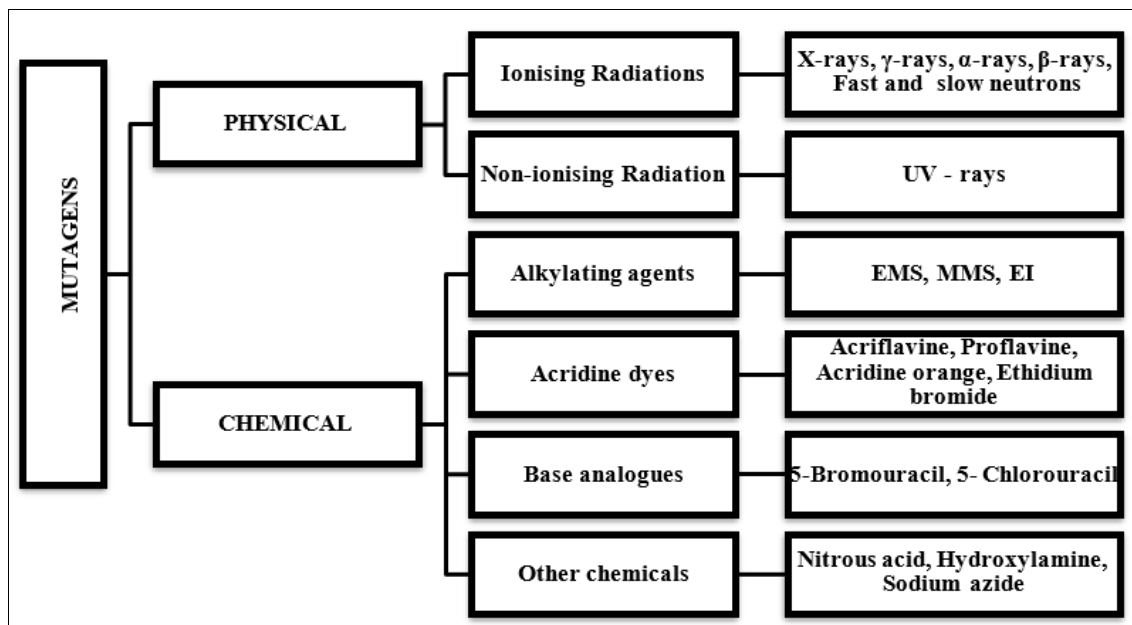 MUTAGENS
PHYSICAL
Ionising Radiations
X-rays, γ-rays, α-rays, β-rays,
Fast and slow neutrons
Non-ionising Radiation
UV - rays
CHEMICAL
Alkylating agents
EMS, MMS, EI
Acridine dyes
Acriflavine, Proflavine,
Acridine orange, Ethidium
bromide
Base analogues
5-Bromouracil, 5- Chlorouracil
Other chemicals
Nitrous acid, Hydroxylamine,
Sodium azide